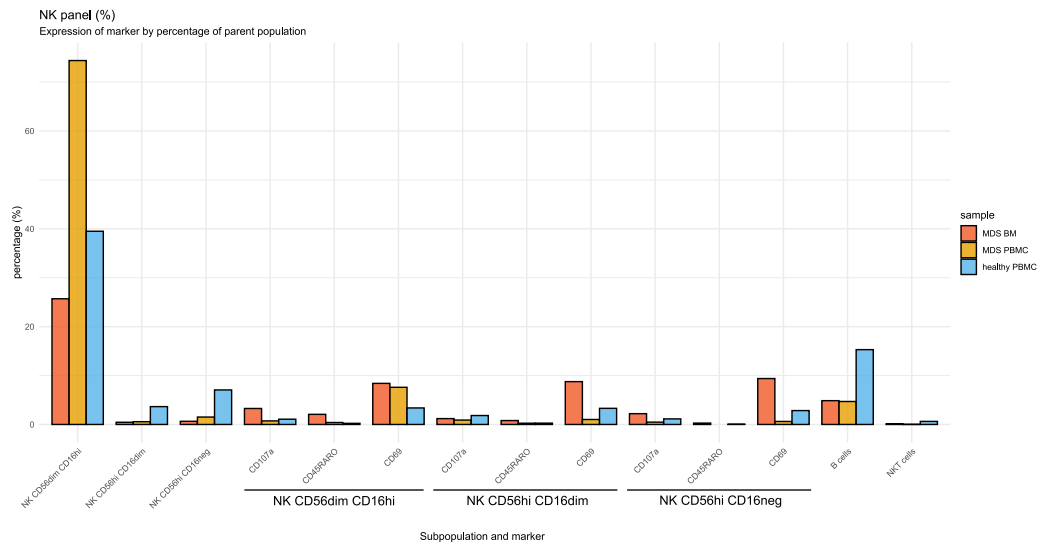 NK panel (%)
Expression of marker by percentage of parent population
percentage (%)
60
40
20
0
NK CD56dim CD16hi
NK CD56hi CD16dim
NK CD56hi CD16neg
CD107a
CD45RARO
CD69
CD107a
CD45RARO
CD69
CD107a
CD45RARO
CD69
B cells
NKT cells
NK CD56dim CD16hi
NK CD56hi CD16dim
NK CD56hi CD16neg
Subpopulation and marker
sample
MDS BM
MDS PBMC
healthy PBMC